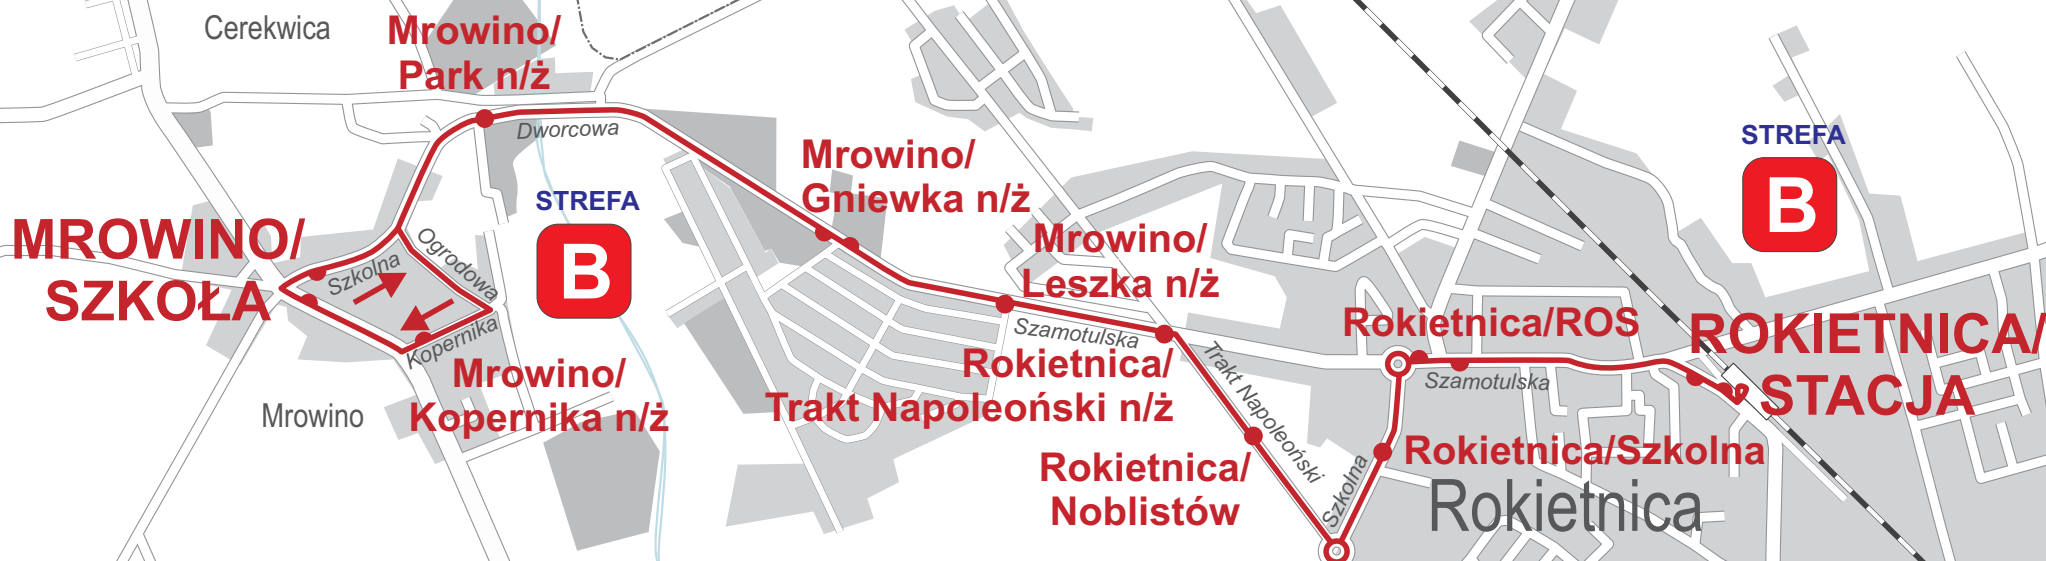 Cerekwica
Mrowino/
Park n/ż
Dworcowa
STREFA
B
Mrowino/
Gniewka n/ż
STREFA
B
MROWINO/
SZKOŁA
Szkolna
Ogrodowa
Kopernika
Mrowino/
Kopernika n/ż
Mrowino
Mrowino/
Leszka n/ż
Szamotulska
Rokietnica/
Trakt Napoleoński n/ż
Trakt Napoleoński
Rokietnica/
Noblistów
Szkolna
Rokietnica/ROS
Szamotulska
Rokietnica/Szkolna
Rokietnica
ROKIETNICA/
STACJA